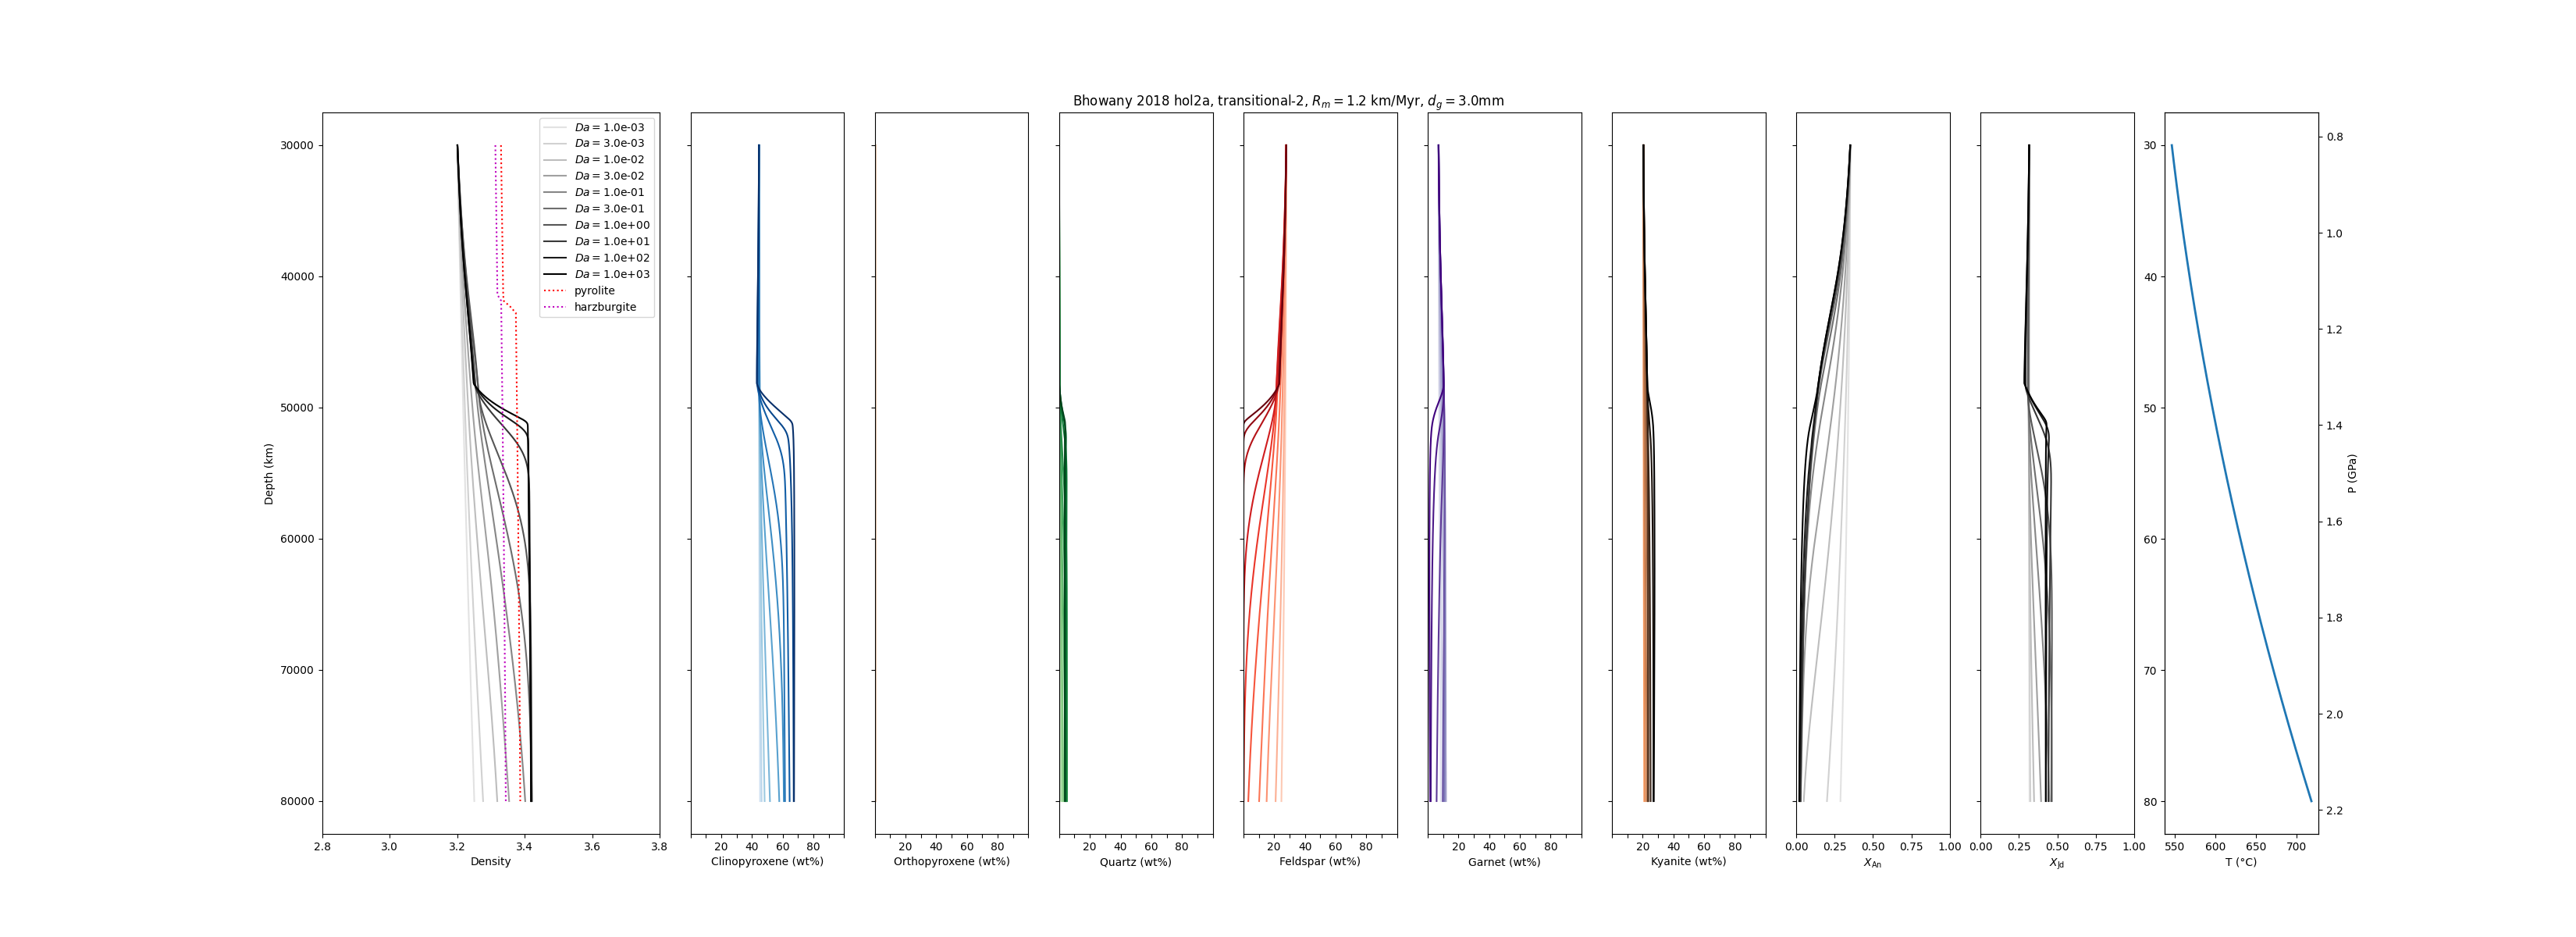 Bhowany 2018 hol2a, transitional-2, R_m = 1.2 km/Myr, d_g = 3.0mm
Da = 1.0e-03
Da = 3.0e-03
Da = 1.0e-02
Da = 3.0e-02
Da = 1.0e-01
Da = 3.0e-01
Da = 1.0e+00
Da = 1.0e+01
Da = 1.0e+02
Da = 1.0e+03
pyrolite
harzburgite
Depth (km)
30000
40000
50000
60000
70000
80000
2.8 3.0 3.2 3.4 3.6 3.8
Density
20 40 60 80
Clinopyroxene (wt%)
20 40 60 80
Orthopyroxene (wt%)
20 40 60 80
Quartz (wt%)
20 40 60 80
Feldspar (wt%)
20 40 60 80
Garnet (wt%)
20 40 60 80
Kyanite (wt%)
0.00 0.25 0.50 0.75 1.00
X_An
0.00 0.25 0.50 0.75 1.00
X_Jd
30
40
50
60
70
80
550 600 650 700
T (°C)
0.8
1.0
1.2
1.4
1.6
1.8
2.0
2.2
P (GPa)